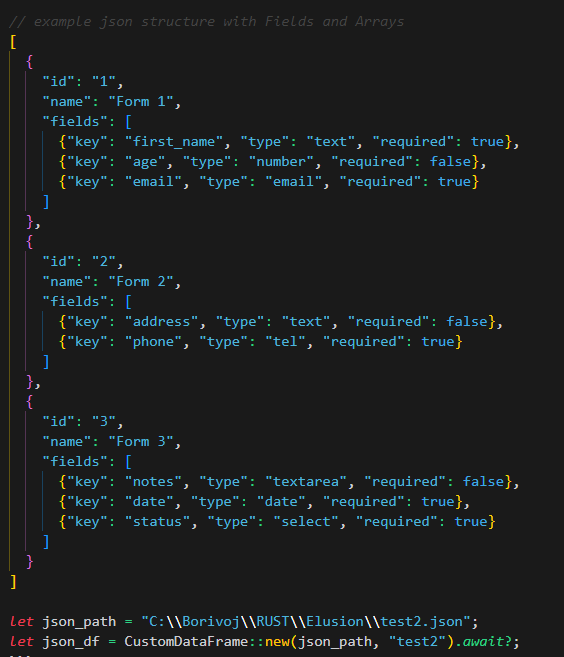 // example json structure with Fields and Arrays
[
  {
    "id": "1",
    "name": "Form 1",
    "fields": [
      {"key": "first_name", "type": "text", "required": true},
      {"key": "age", "type": "number", "required": false},
      {"key": "email", "type": "email", "required": true}
    ]
  },
  {
    "id": "2",
    "name": "Form 2",
    "fields": [
      {"key": "address", "type": "text", "required": false},
      {"key": "phone", "type": "tel", "required": true}
    ]
  },
  {
    "id": "3",
    "name": "Form 3",
    "fields": [
      {"key": "notes", "type": "textarea", "required": false},
      {"key": "date", "type": "date", "required": true},
      {"key": "status", "type": "select", "required": true}
    ]
  }
]
let json_path = "C:\\Borivoj\\RUST\\Elusion\\test2.json";
let json_df = CustomDataFrame::new(json_path, "test2").await?;